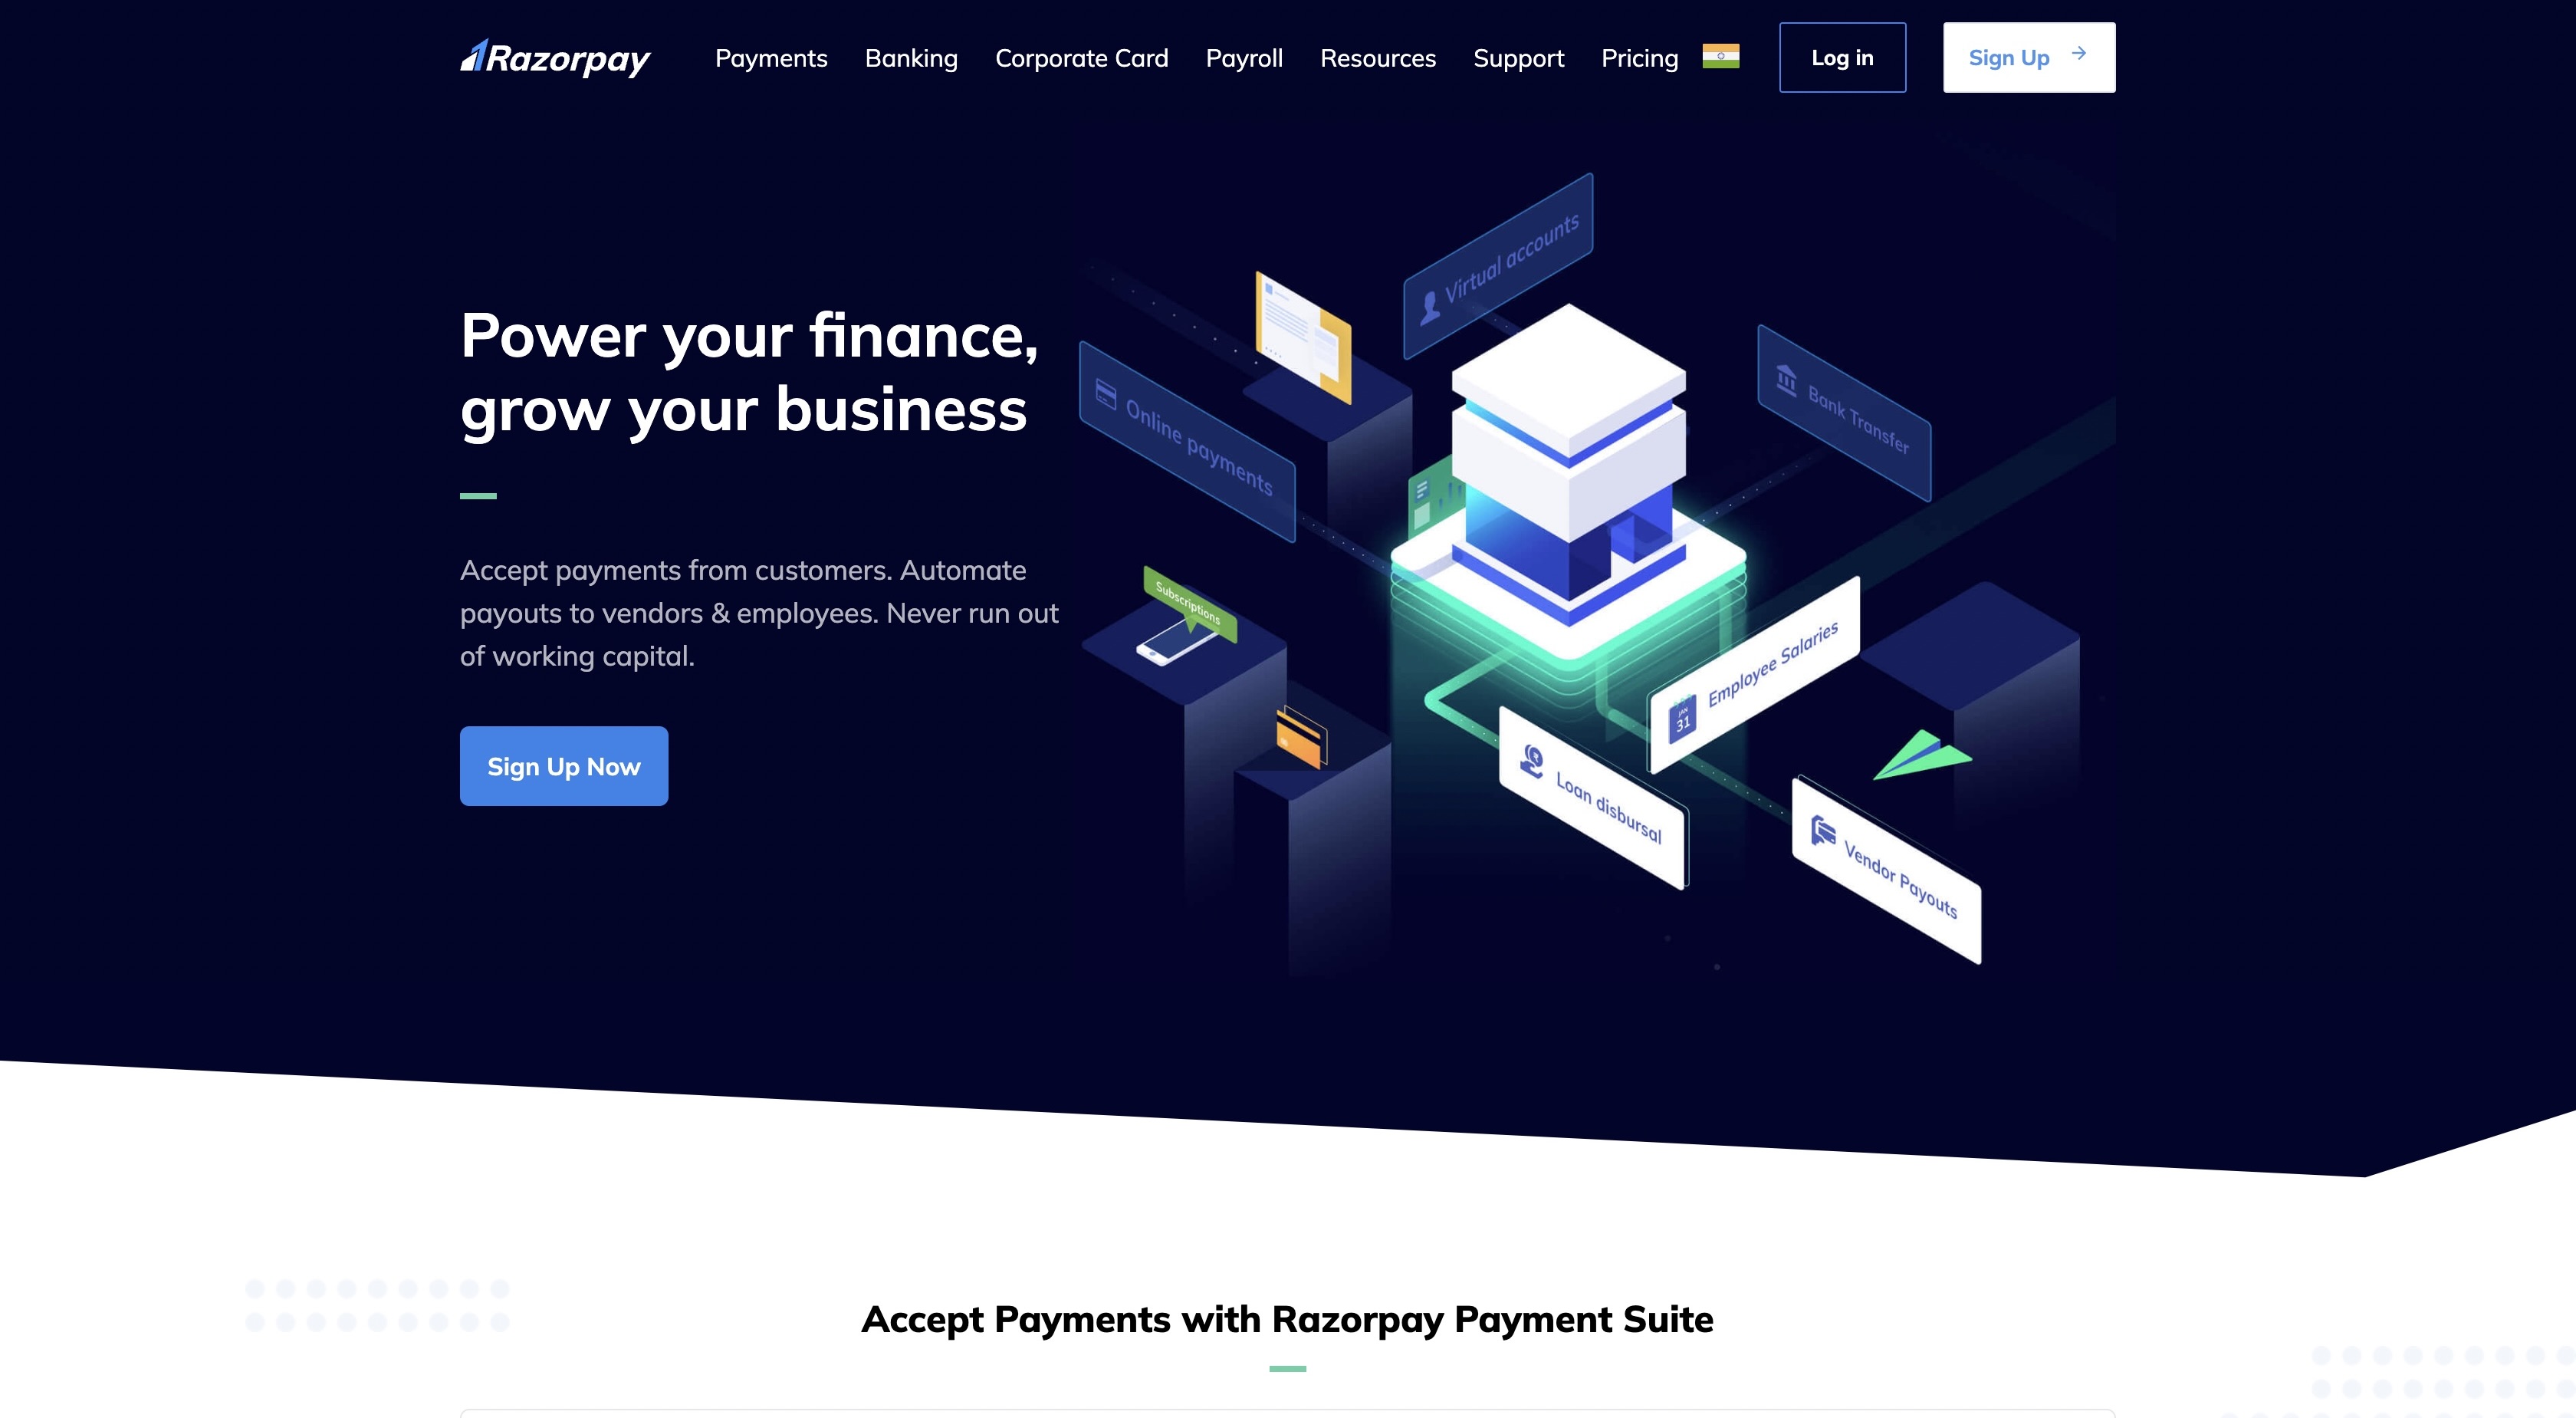 Razorpay
Payments
Banking
Corporate Card
Payroll
Resources
Support
Pricing
Log in
Sign Up
Power your finance,
grow your business
Accept payments from customers. Automate
payouts to vendors & employees. Never run out
of working capital.
Sign Up Now
Virtual accounts
Online payments
Bank Transfer
Subscriptions
Employee Salaries
JAN
31
Loan disbursal
Vendor Payouts
Accept Payments with Razorpay Payment Suite